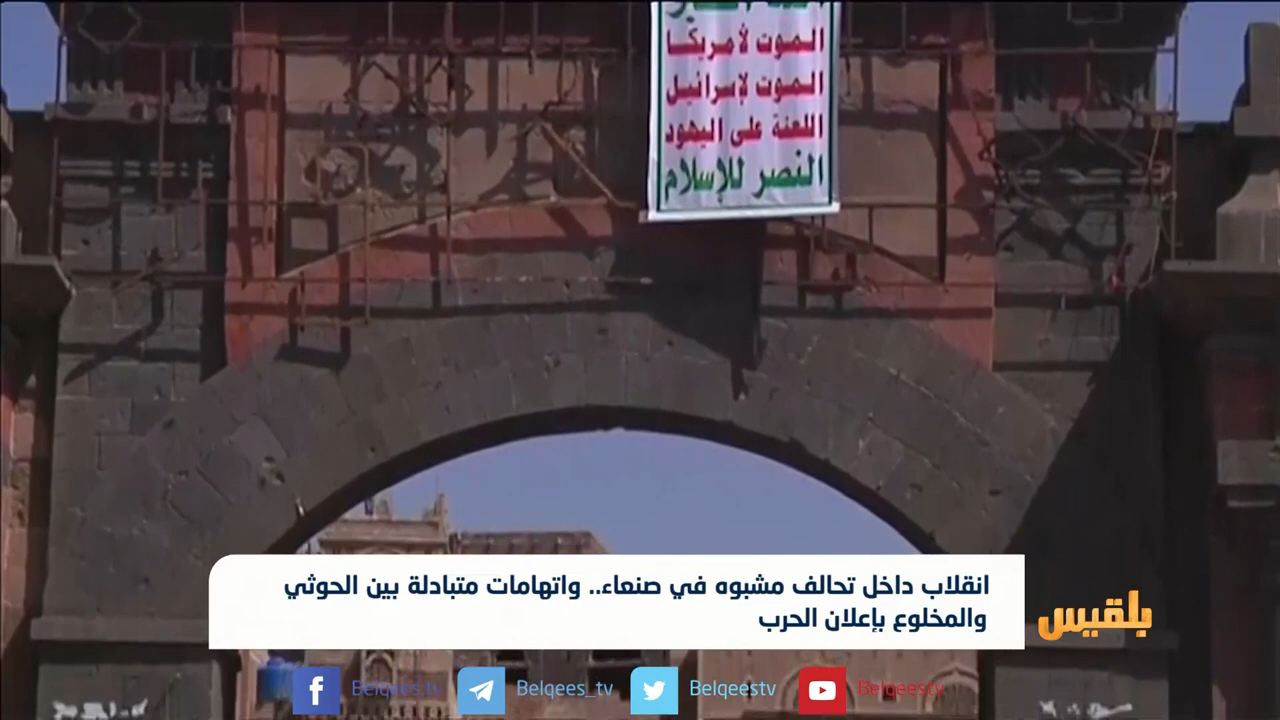 الموت لأمريكا
الموت لإسرائيل
اللعنة على اليهود
النصر للإسلام
انقلاب داخل تحالف مشبوه في صنعاء.. واتهامات متبادلة بين الحوثي
والمخلوع بإعلان الحرب
بلقيس
Belqees.tv
Belqees_tv
Belqeestv
Belqeestv